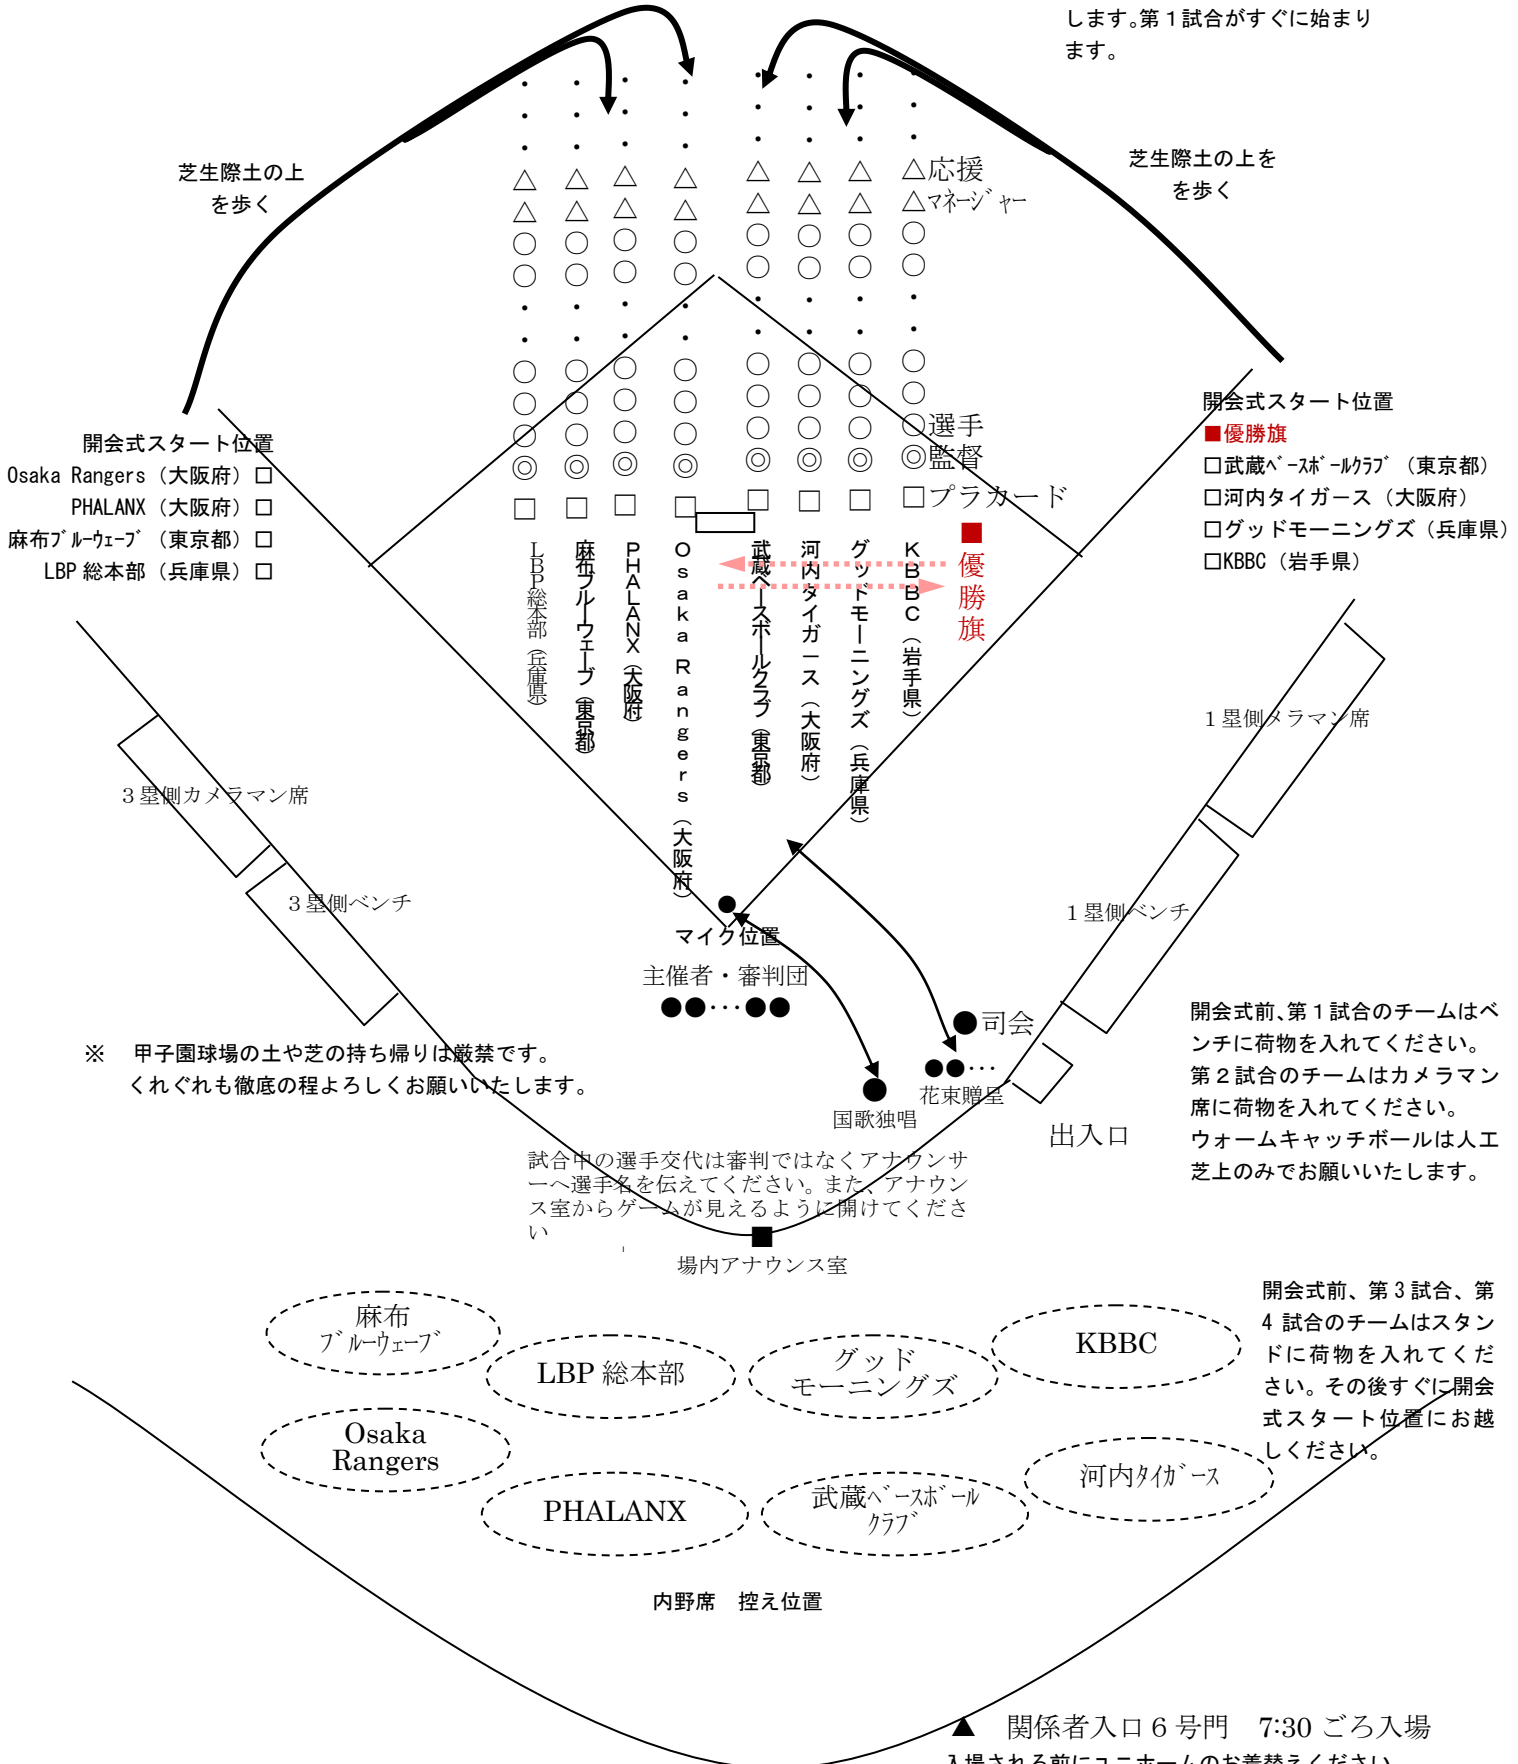 します。第１試合がすぐに始まり
ます。
芝生際土の上
を歩く
芝生際土の上を
を歩く
△応援
△マネージャー
○選手
◎監督
□プラカード
■
優勝旗
開会式スタート位置
Osaka Rangers（大阪府）□
PHALANX（大阪府）□
麻布ブルーウェーブ（東京都）□
LBP 総本部（兵庫県）□
開会式スタート位置
■優勝旗
□武蔵ベースボールクラブ（東京都）
□河内タイガース（大阪府）
□グッドモーニングズ（兵庫県）
□KBBC（岩手県）
ＬＢＰ総本部（兵庫県）
麻布ブルーウェーブ（東京都）
ＰＨＡＬＡＮＸ（大阪府）
Ｏｓａｋａ Ｒａｎｇｅｒｓ（大阪府）
武蔵ベースボールクラブ（東京都）
河内タイガース（大阪府）
グッドモーニングズ（兵庫県）
ＫＢＢＣ（岩手県）
３塁側カメラマン席
３塁側ベンチ
１塁側メラマン席
１塁側ベンチ
マイク位置
主催者・審判団
●●…●●
●司会
●●…
花束贈呈
国歌独唱
出入口
※　甲子園球場の土や芝の持ち帰りは厳禁です。
くれぐれも徹底の程よろしくお願いいたします。
開会式前、第１試合のチームはベ
ンチに荷物を入れてください。
第２試合のチームはカメラマン
席に荷物を入れてください。
ウォームキャッチボールは人工
芝上のみでお願いいたします。
試合中の選手交代は審判ではなくアナウンサ
ーへ選手名を伝えてください。また、アナウン
ス室からゲームが見えるように開けてくださ
い
場内アナウンス室
開会式前、第３試合、第
4 試合のチームはスタン
ドに荷物を入れてくだ
さい。その後すぐに開会
式スタート位置にお越
しください。
麻布
ブルーウェーブ
LBP 総本部
グッド
モーニングズ
KBBC
Osaka
Rangers
PHALANX
武蔵ベースボール
クラブ
河内タイガース
内野席　控え位置
▲　関係者入口６号門　7:30 ごろ入場
入場される前にユニホームのお着替えください